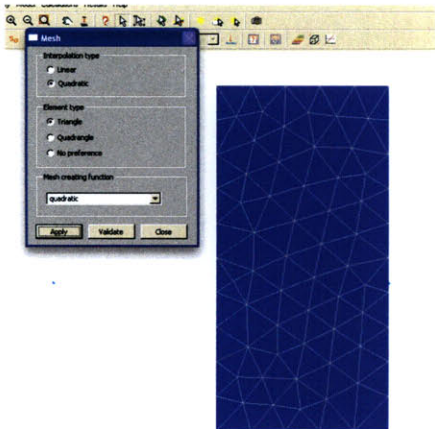 Model Calculations Results Help
Mesh
Interpolation type
Linear
Quadratic
Element type
Triangle
Quadrangle
No preference
Mesh creating function
quadratic
Apply Validate Close